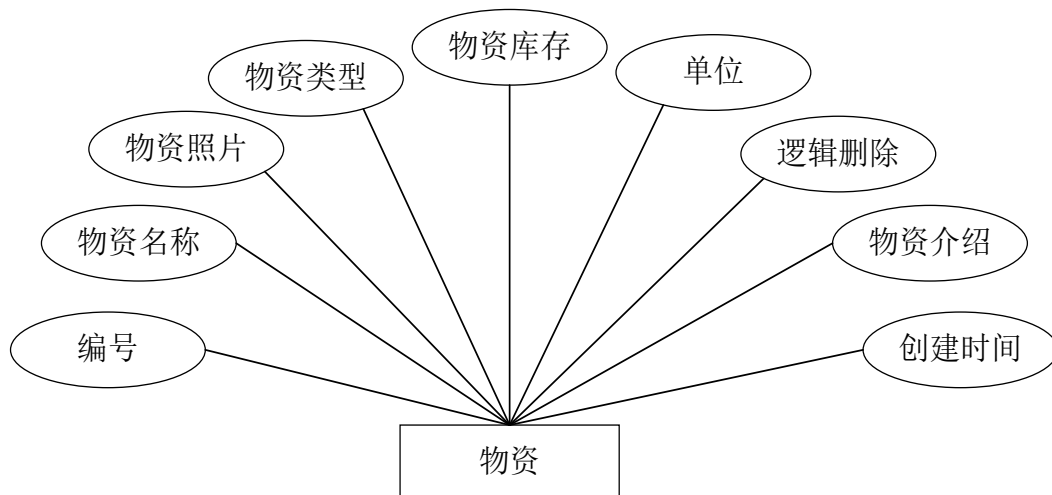 物资库存
物资类型
单位
物资照片
逻辑删除
物资名称
物资介绍
编号
创建时间
物资